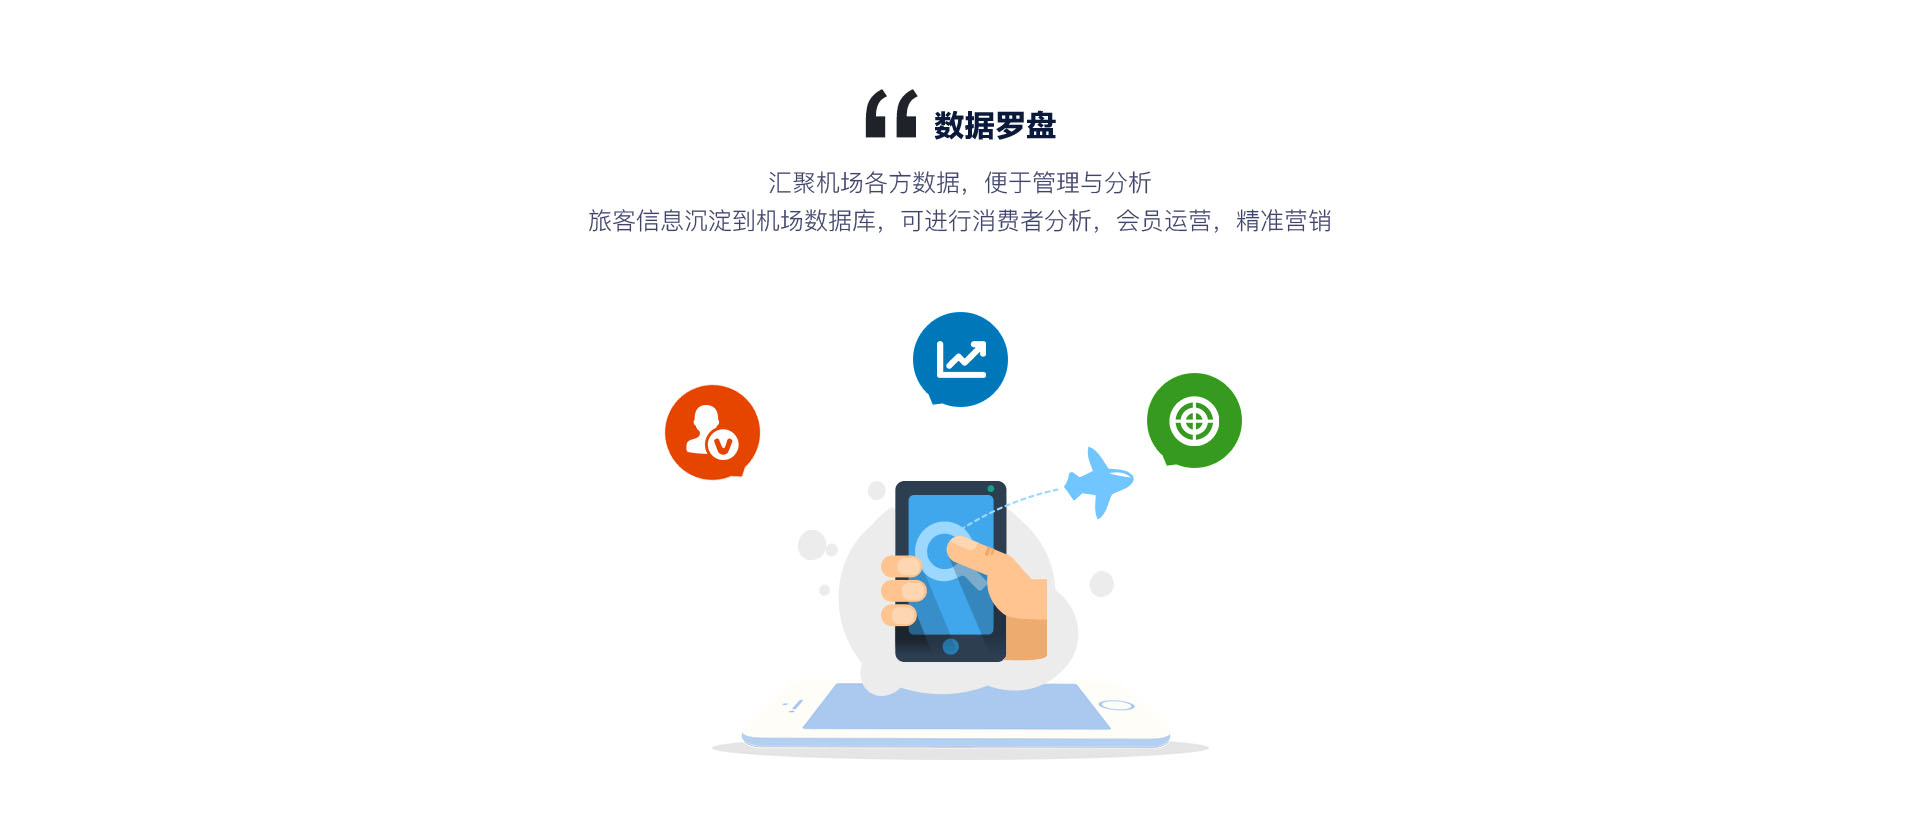 “ 数据罗盘
汇聚机场各方数据，便于管理与分析
旅客信息沉淀到机场数据库，可进行消费者分析，会员运营，精准营销